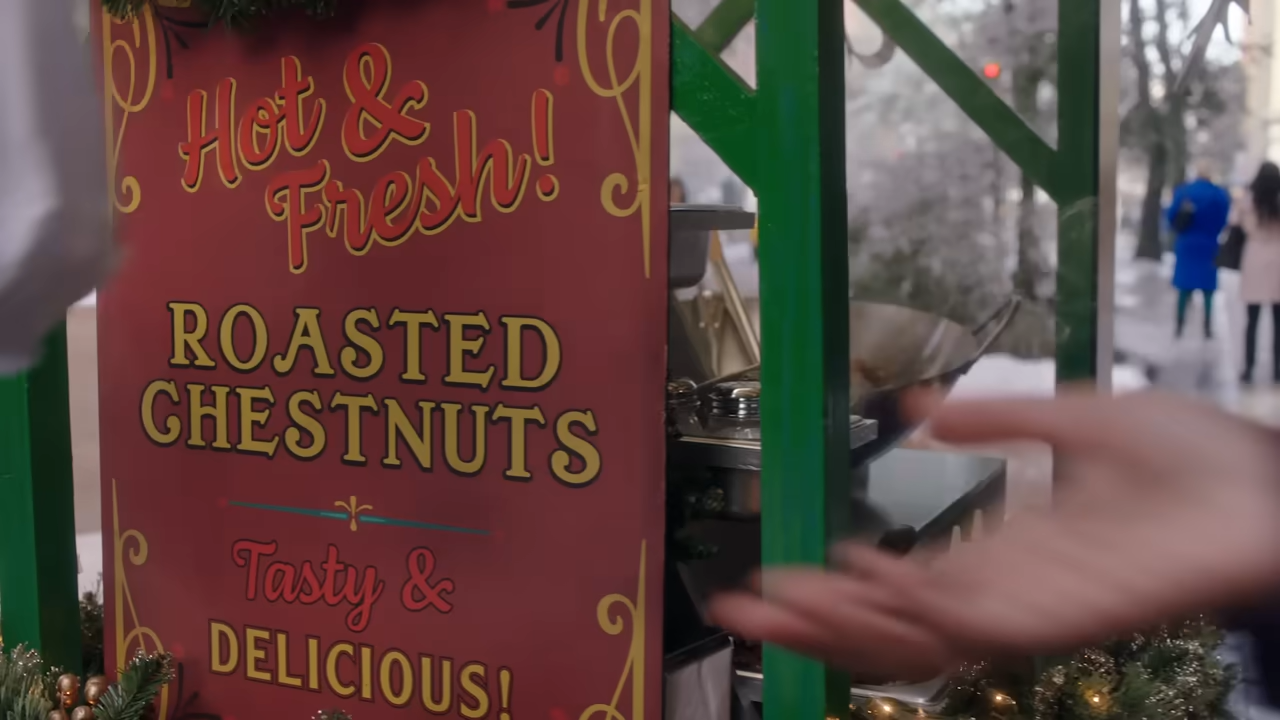 Hot &
Fresh!
ROASTED
CHESTNUTS
Tasty &
DELICIOUS!